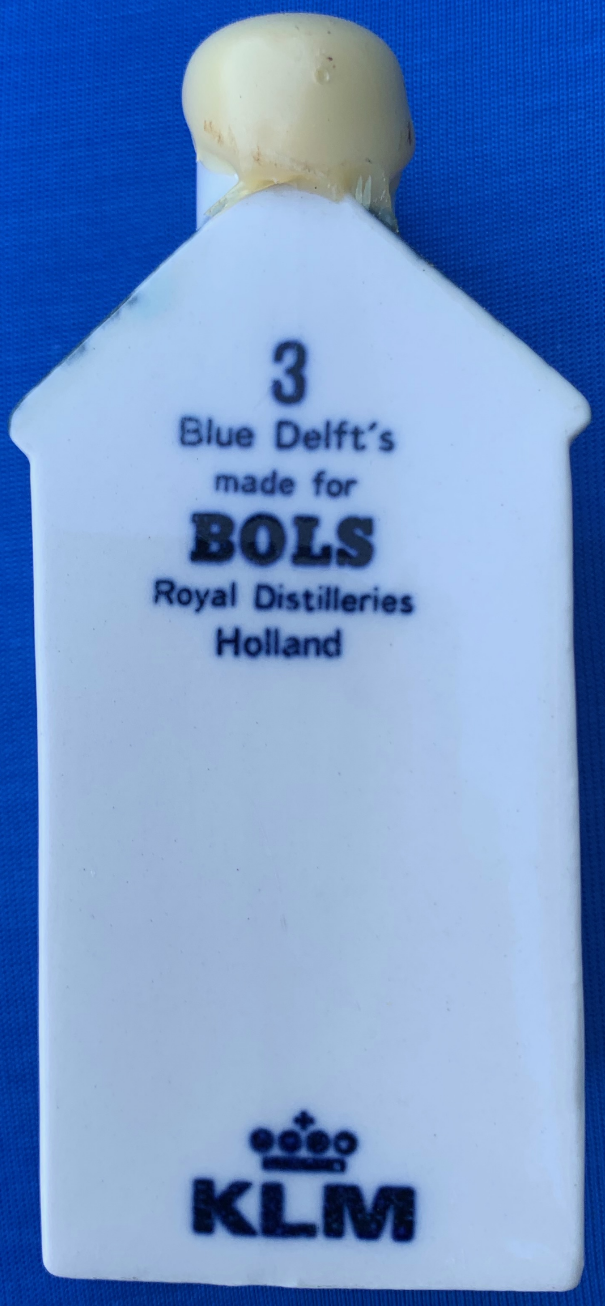 3
Blue Delft's
made for
BOLS
Royal Distilleries
Holland
KLM